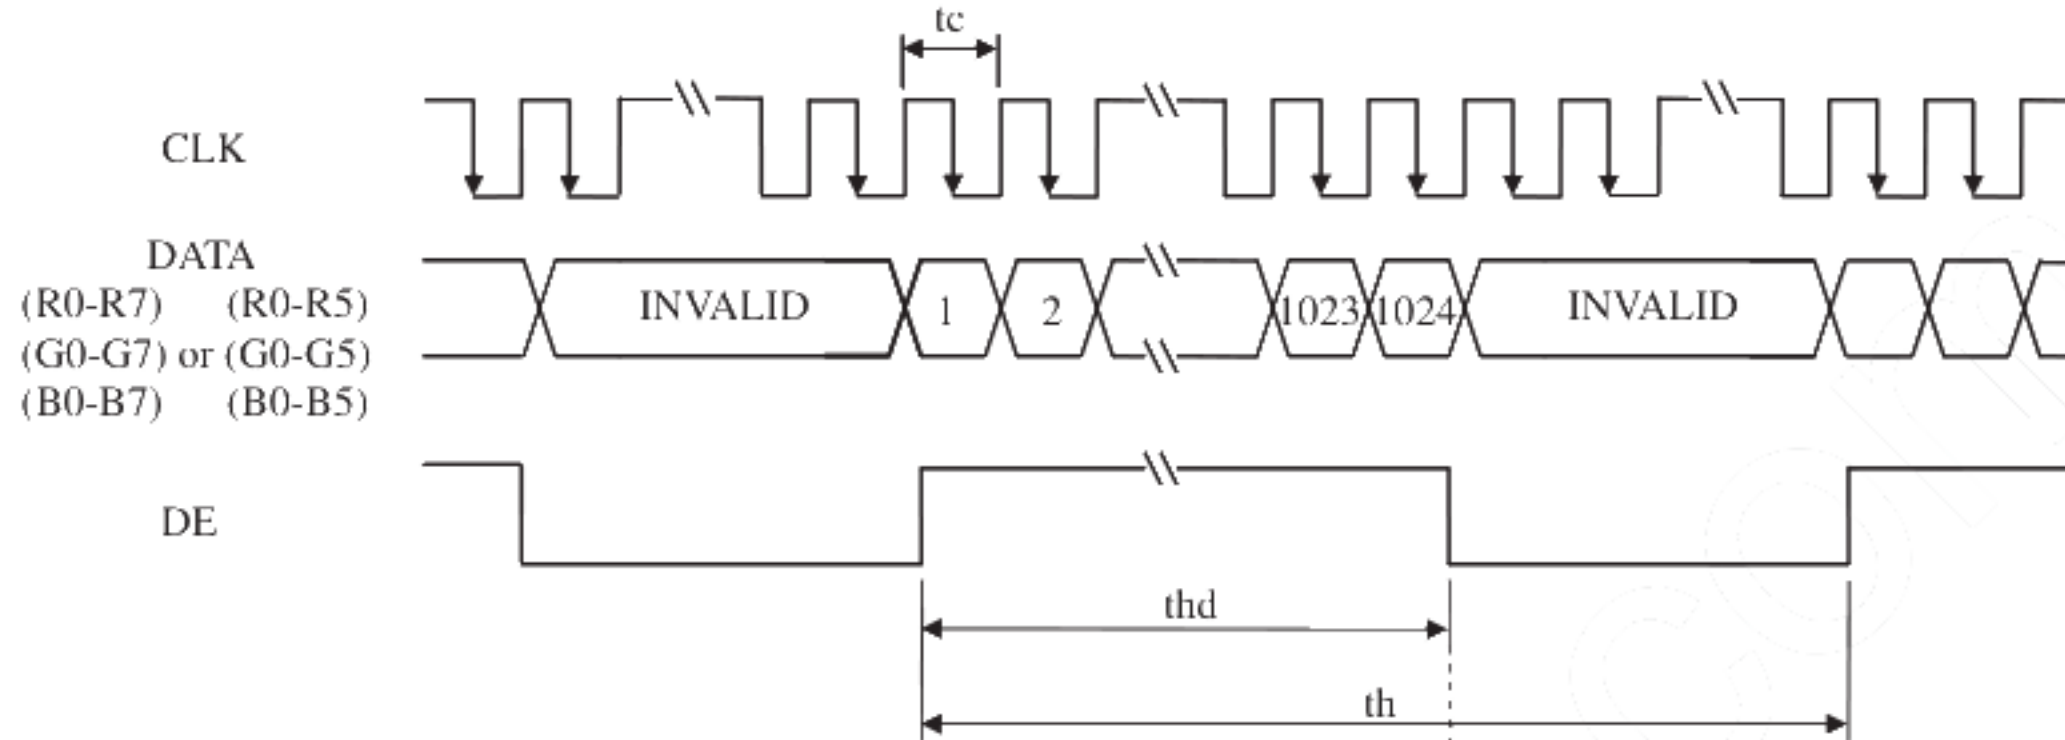 tc
CLK
DATA
(R0-R7) (R0-R5)
(G0-G7) or (G0-G5)
(B0-B7) (B0-B5)
INVALID 1 2 1023 1024 INVALID
DE
thd
th